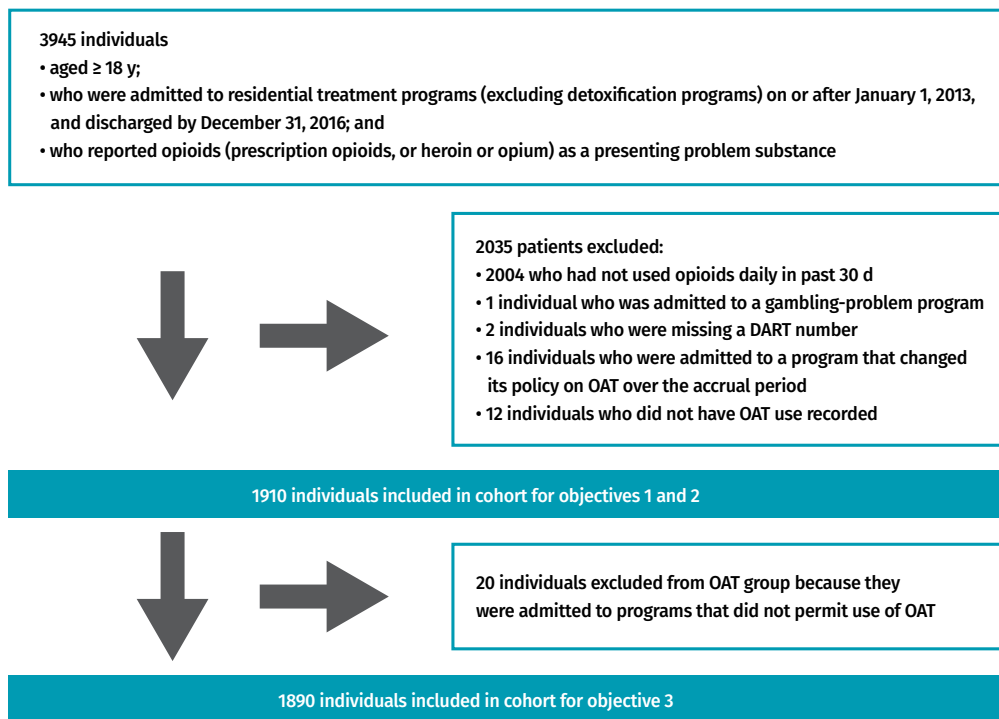 3945 individuals
• aged ≥ 18 y;
• who were admitted to residential treatment programs (excluding detoxification programs) on or after January 1, 2013,
and discharged by December 31, 2016; and
• who reported opioids (prescription opioids, or heroin or opium) as a presenting problem substance
2035 patients excluded:
• 2004 who had not used opioids daily in past 30 d
• 1 individual who was admitted to a gambling-problem program
• 2 individuals who were missing a DART number
• 16 individuals who were admitted to a program that changed
its policy on OAT over the accrual period
• 12 individuals who did not have OAT use recorded
1910 individuals included in cohort for objectives 1 and 2
20 individuals excluded from OAT group because they
were admitted to programs that did not permit use of OAT
1890 individuals included in cohort for objective 3